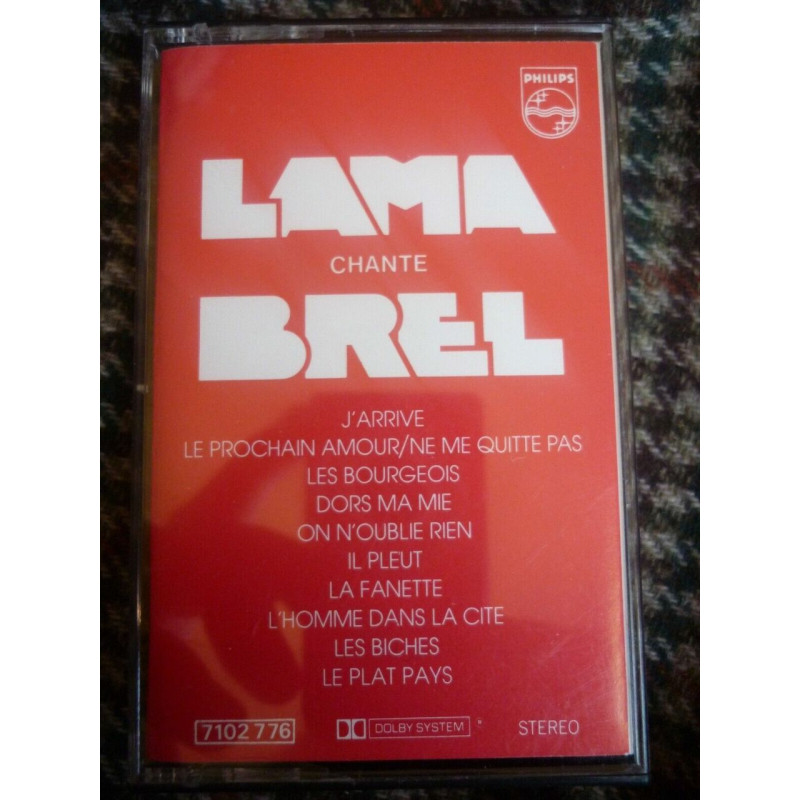 PHILIPS
LAMA
CHANTE
BREL
J'ARRIVE
LE PROCHAIN AMOUR/NE ME QUITTE PAS
LES BOURGEOIS
DORS MA MIE
ON N'OUBLIE RIEN
IL PLEUT
LA FANETTE
L'HOMME DANS LA CITE
LES BICHES
LE PLAT PAYS
7102 776 DOLBY SYSTEM ® STEREO